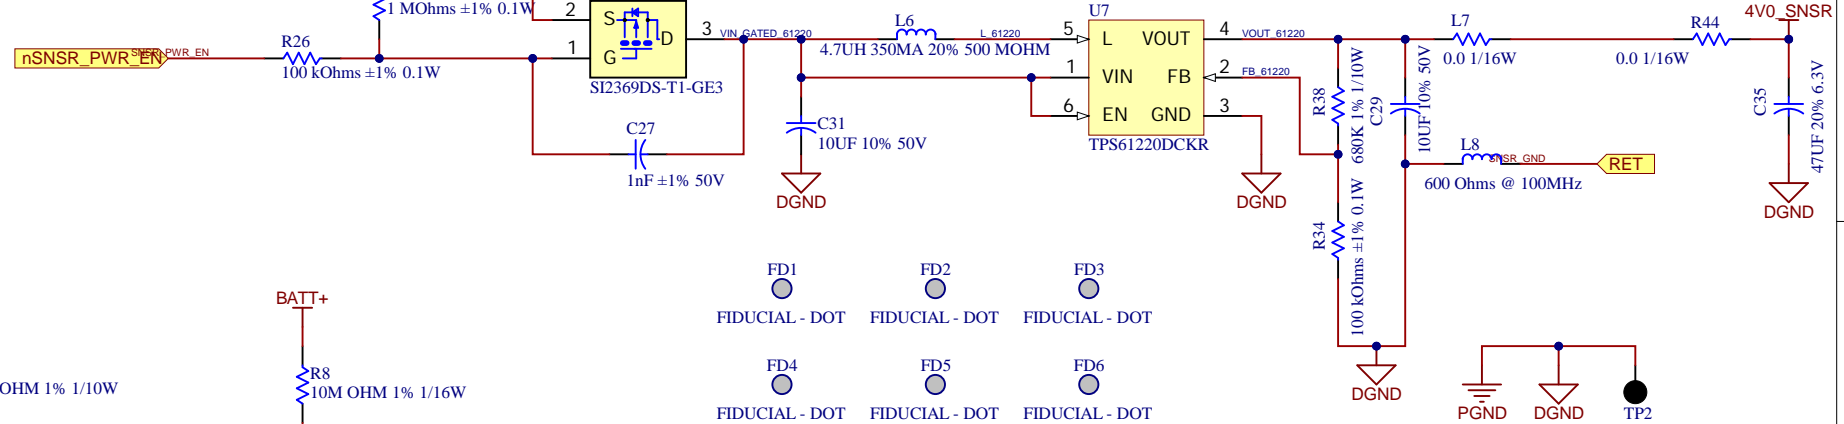 1 MOhms ±1% 0.1W
nSNSR_PWR_EN
SNSR_PWR_EN
R26
100 kOhms ±1% 0.1W
2
1
S
G
D
3
SI2369DS-T1-GE3
VIN_GATED_61220
C27
1nF ±1% 50V
L6
4.7UH 350MA 20% 500 MOHM
L_61220
C31
10UF 10% 50V
DGND
U7
5
L
VOUT
4
1
VIN
FB
2
6
EN
GND
3
TPS61220DCKR
VOUT_61220
FB_61220
DGND
R38
680K 1% 1/10W
C29
10UF 10% 50V
R34
100 kOhms ±1% 0.1W
DGND
L7
0.0 1/16W
R44
0.0 1/16W
4V0_SNSR
C35
47UF 20% 6.3V
DGND
L8
SNSR_GND
600 Ohms @ 100MHz
RET
FD1
FD2
FD3
FIDUCIAL - DOT
FIDUCIAL - DOT
FIDUCIAL - DOT
FD4
FD5
FD6
FIDUCIAL - DOT
FIDUCIAL - DOT
FIDUCIAL - DOT
BATT+
R8
10M OHM 1% 1/16W
OHM 1% 1/10W
PGND
DGND
TP2